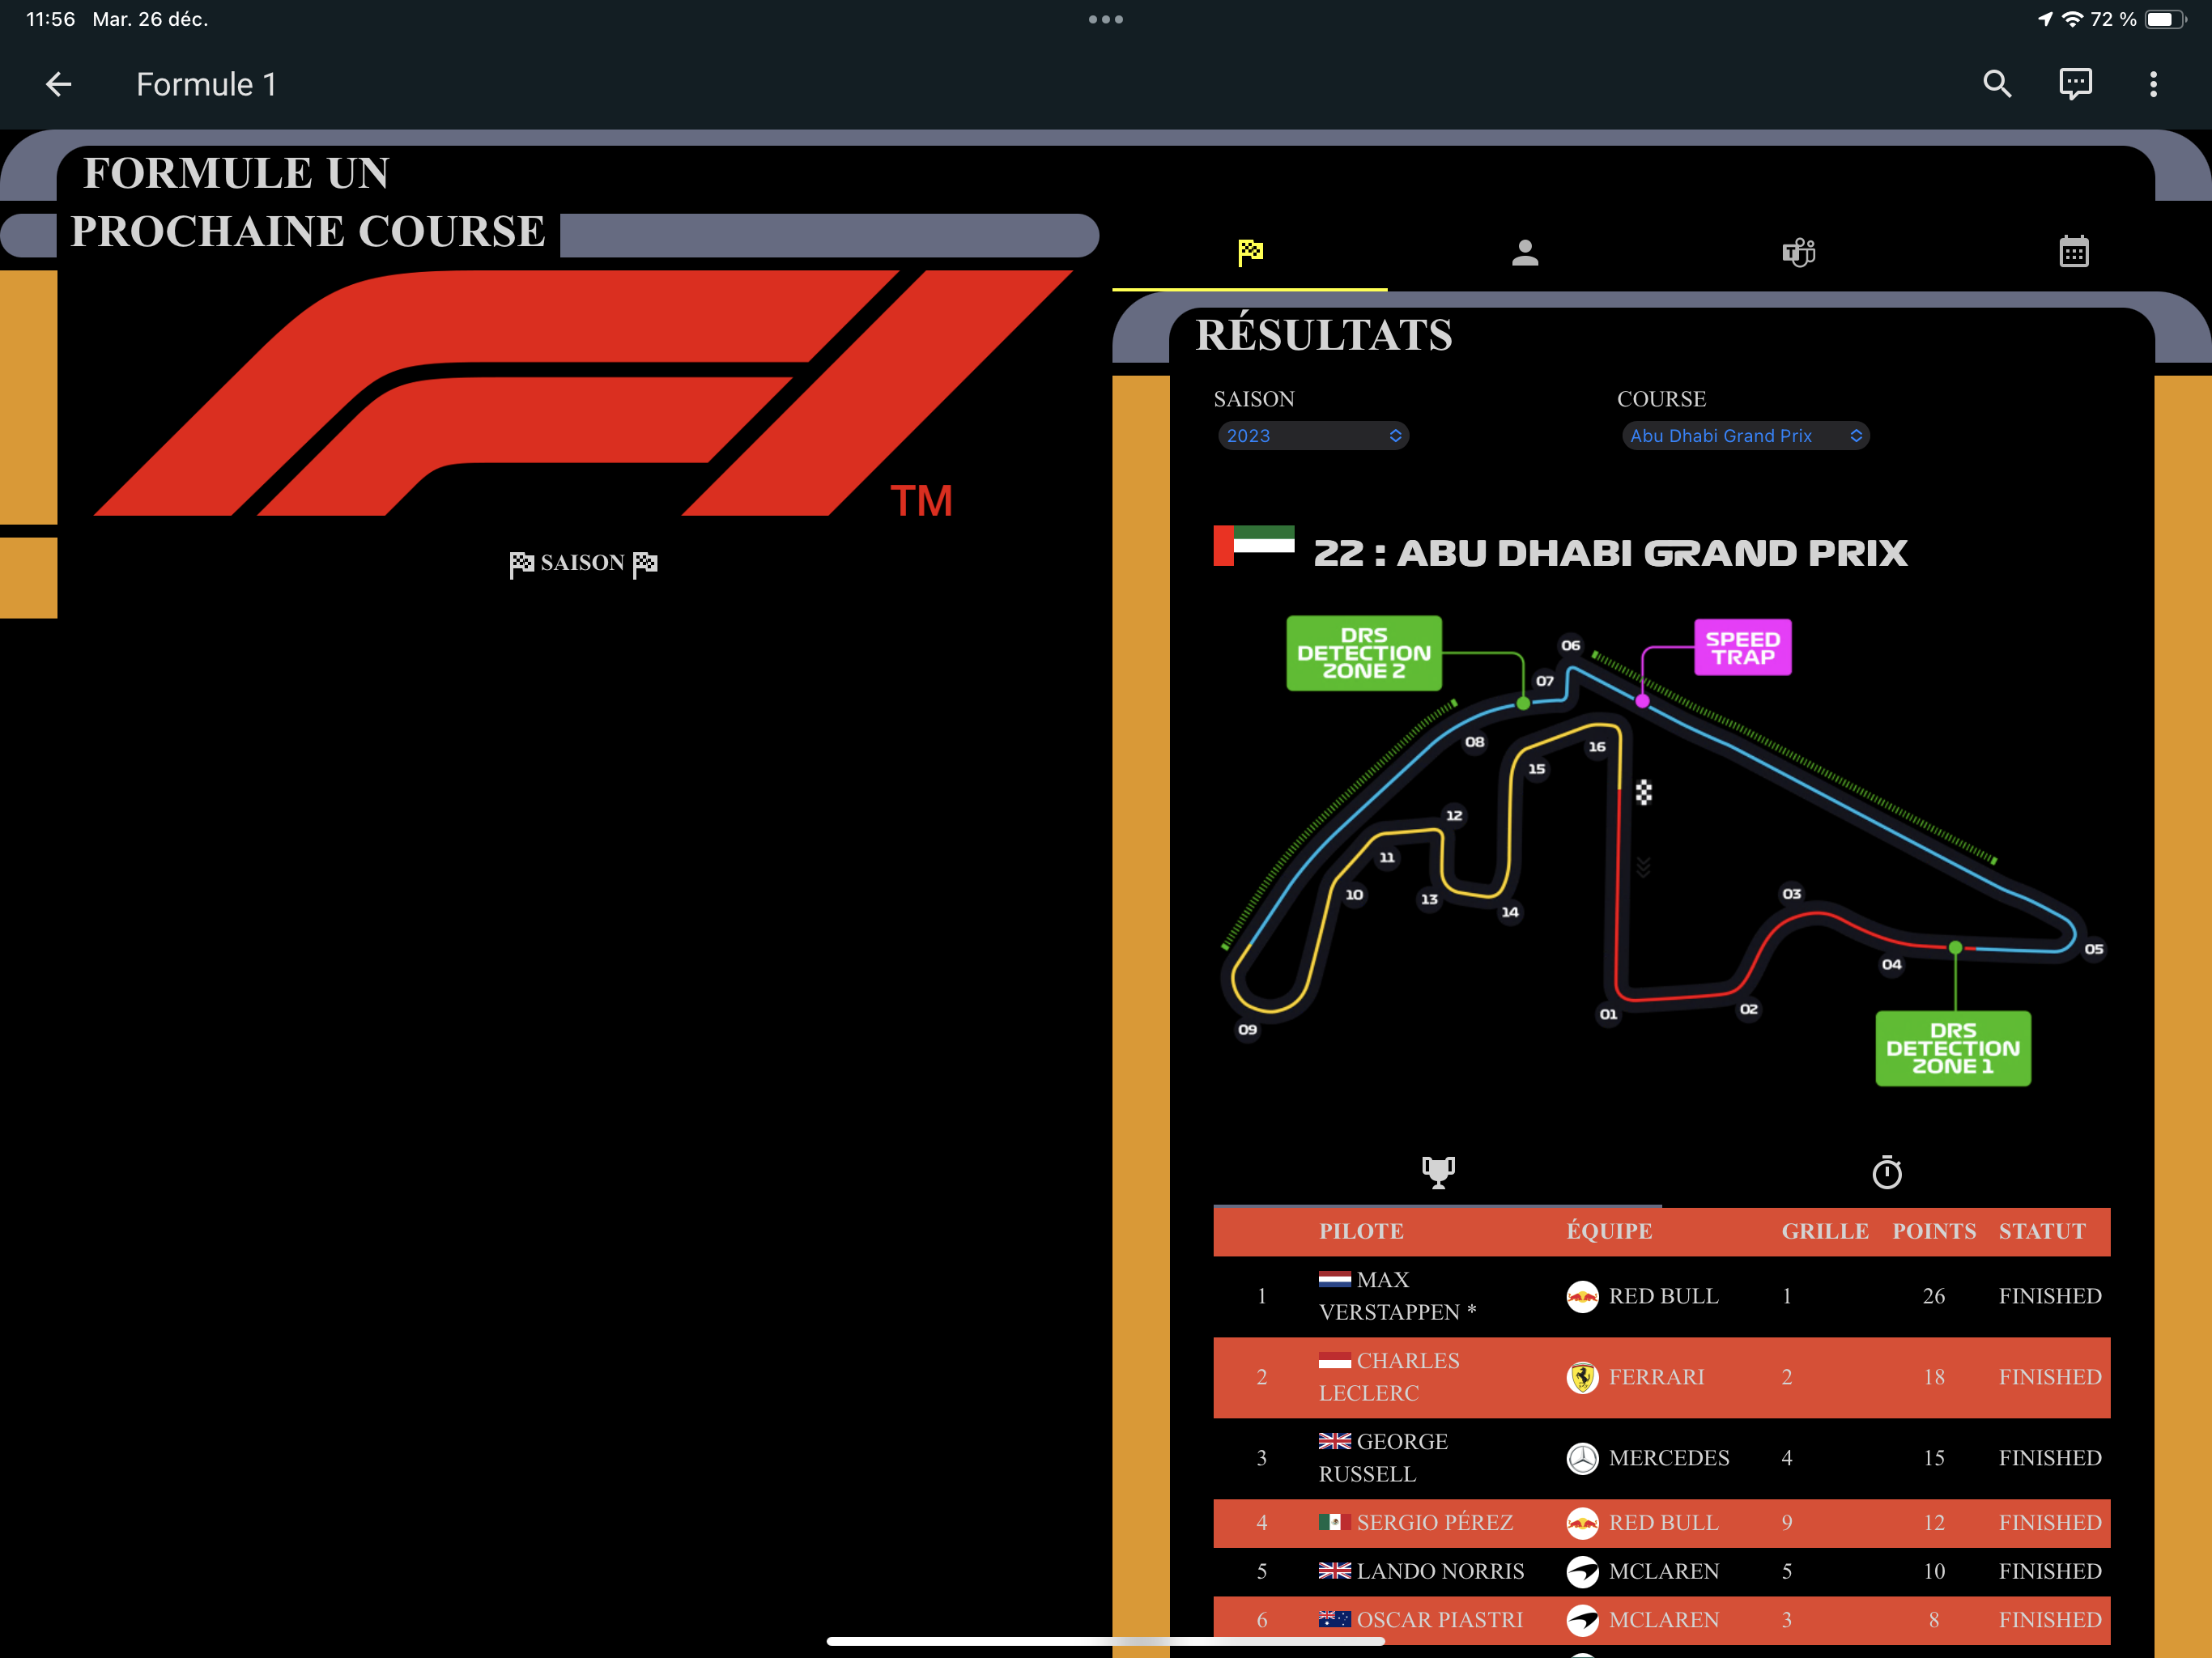 11:56 Mar. 26 déc.
72 %
Formule 1
FORMULE UN
PROCHAINE COURSE
TM
SAISON
RÉSULTATS
SAISON
COURSE
2023
Abu Dhabi Grand Prix
22 : ABU DHABI GRAND PRIX
DRS
DETECTION
ZONE 2
SPEED
TRAP
06
07
08
16
15
12
11
10
13
14
03
05
04
09
01
02
DRS
DETECTION
ZONE 1
PILOTE ÉQUIPE GRILLE POINTS STATUT
1 MAX VERSTAPPEN * RED BULL 1 26 FINISHED
2 CHARLES LECLERC FERRARI 2 18 FINISHED
3 GEORGE RUSSELL MERCEDES 4 15 FINISHED
4 SERGIO PÉREZ RED BULL 9 12 FINISHED
5 LANDO NORRIS MCLAREN 5 10 FINISHED
6 OSCAR PIASTRI MCLAREN 3 8 FINISHED